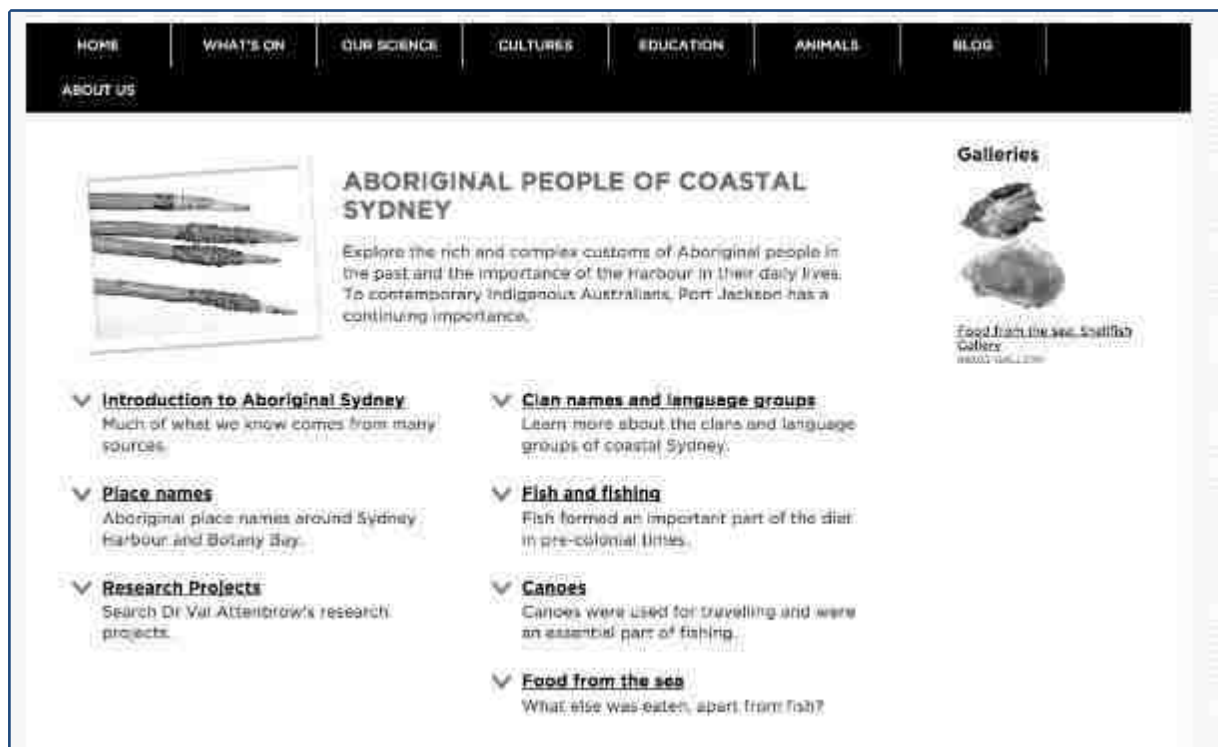 HOME WHAT'S ON OUR SCIENCE CULTURES EDUCATION ANIMALS BLOG
ABOUT US
ABORIGINAL PEOPLE OF COASTAL
SYDNEY
Explore the rich and complex customs of Aboriginal people in
the past and the importance of the Harbour in their daily lives.
To contemporary Indigenous Australians, Port Jackson has a
continuing importance.
Galleries
Food from the sea: Shellfish
Gallery
Introduction to Aboriginal Sydney
Much of what we know comes from many
sources.
Place names
Aboriginal place names around Sydney
Harbour and Botany Bay.
Research Projects
Search Dr Val Attenbrow's research
projects.
Clan names and language groups
Learn more about the clans and language
groups of coastal Sydney.
Fish and fishing
Fish formed an important part of the diet
in pre-colonial times.
Canoes
Canoes were used for travelling and were
an essential part of fishing.
Food from the sea
What else was eaten, apart from fish?